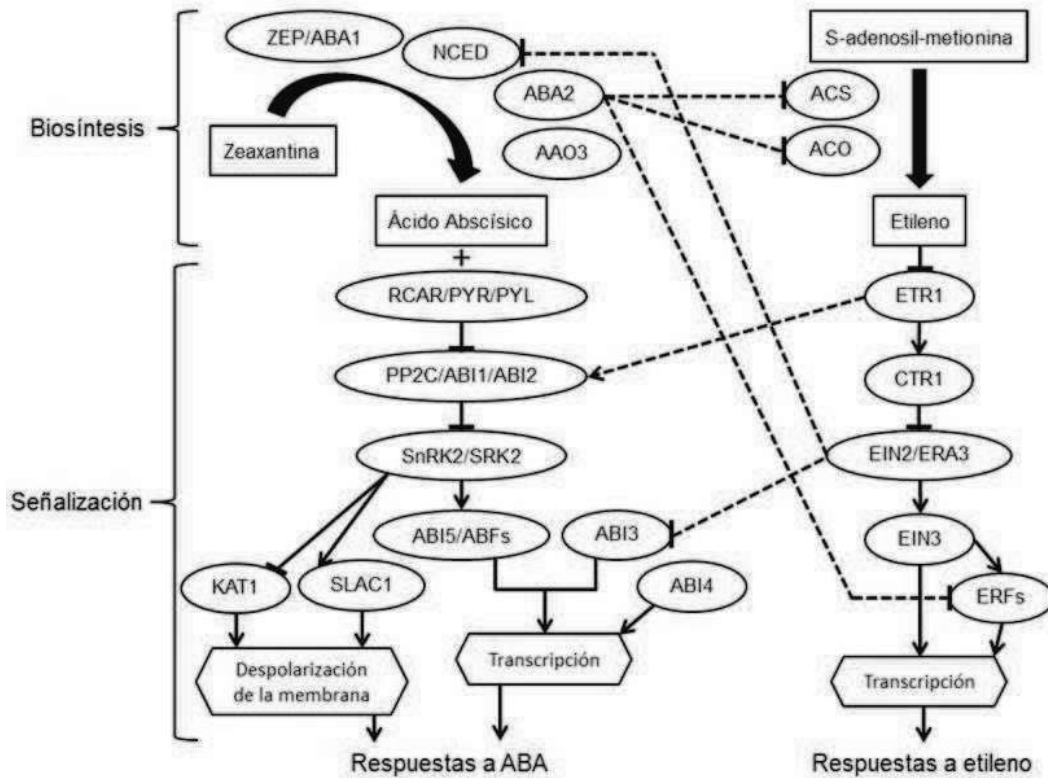 ZEP/ABA1
NCED
S-adenosil-metionina
ABA2
ACS
Biosíntesis
Zeaxantina
AAO3
ACO
Ácido Abscísico
Etileno
+
RCAR/PYR/PYL
ETR1
PP2C/ABI1/ABI2
CTR1
SnRK2/SRK2
EIN2/ERA3
Señalización
ABI5/ABFs
ABI3
EIN3
KAT1
SLAC1
ABI4
ERFs
Despolarización
de la membrana
Transcripción
Transcripción
Respuestas a ABA
Respuestas a etileno